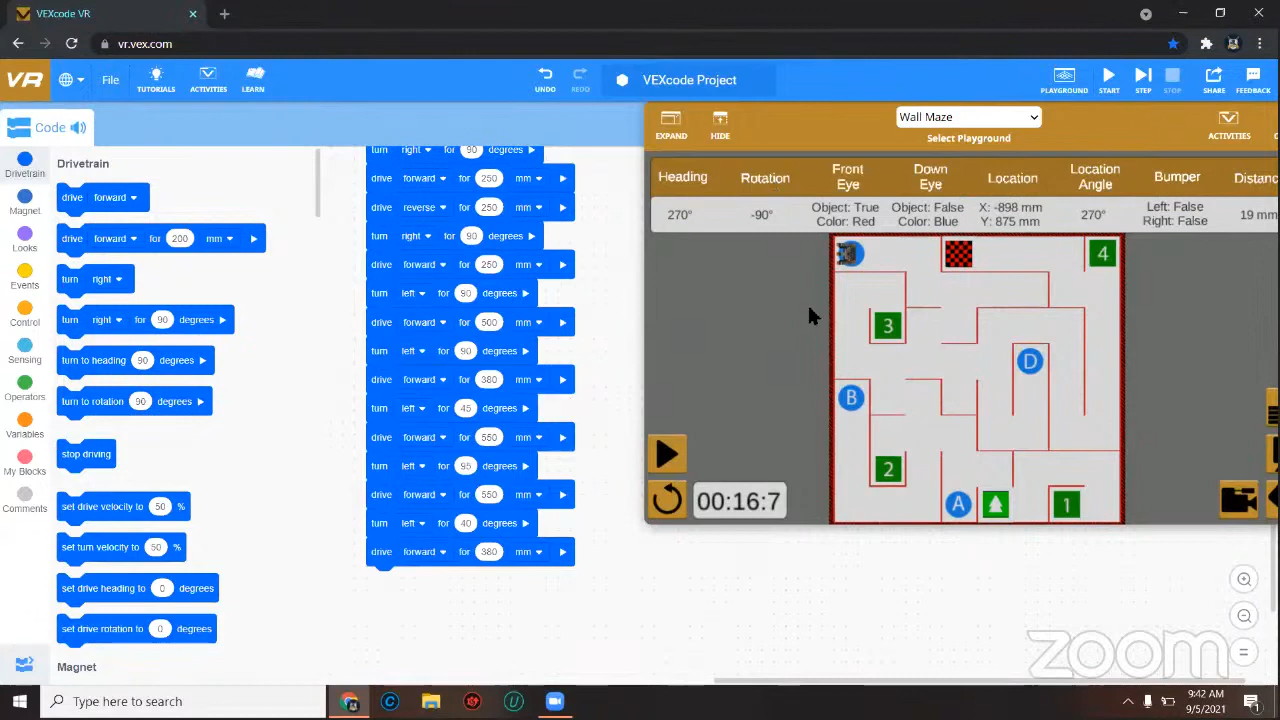 VEXcode VR
vr.vex.com
VR
File
TUTORIALS
ACTIVITIES
LEARN
UNDO
REDO
VEXcode Project
PLAYGROUND
START
STEP
STOP
SHARE
FEEDBACK
Code
Drivetrain
Magnet
Looks
Events
Control
Sensing
Operators
Variables
My Blocks
Comments
Drivetrain
drive forward
drive forward for 200 mm
turn right
turn right for 90 degrees
turn to heading 90 degrees
turn to rotation 90 degrees
stop driving
set drive velocity to 50 %
set turn velocity to 50 %
set drive heading to 0 degrees
set drive rotation to 0 degrees
Magnet
turn right for 90 degrees
drive forward for 250 mm
drive reverse for 250 mm
turn right for 90 degrees
drive forward for 250 mm
turn left for 90 degrees
drive forward for 500 mm
turn left for 90 degrees
drive forward for 380 mm
turn left for 45 degrees
drive forward for 550 mm
turn left for 95 degrees
drive forward for 550 mm
turn left for 40 degrees
drive forward for 380 mm
EXPAND
HIDE
Wall Maze
Select Playground
ACTIVITIES
Heading
Rotation
Front
Eye
Down
Eye
Location
Location
Angle
Bumper
Distanc
270°
-90°
Object: True
Color: Red
Object: False
Color: Blue
X: -898 mm
Y: 875 mm
270°
Left: False
Right: False
19 mm
4
3
D
B
2
A
1
00:16:7
zoom
Type here to search
9:42 AM
9/5/2021